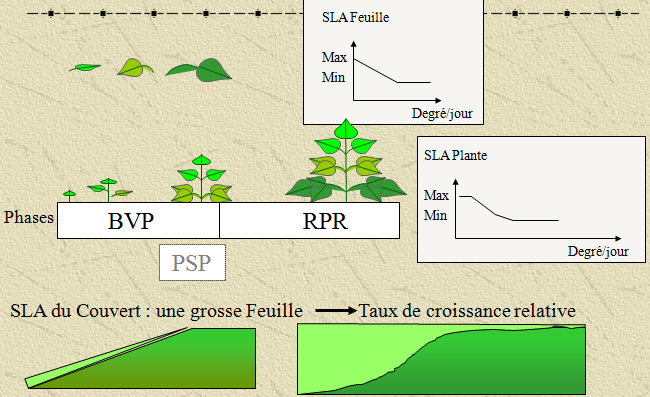 SLA Feuille
Max
Min
Degré/jour
SLA Plante
Max
Min
Degré/jour
Phases
BVP
RPR
PSP
SLA du Couvert : une grosse Feuille
Taux de croissance relative